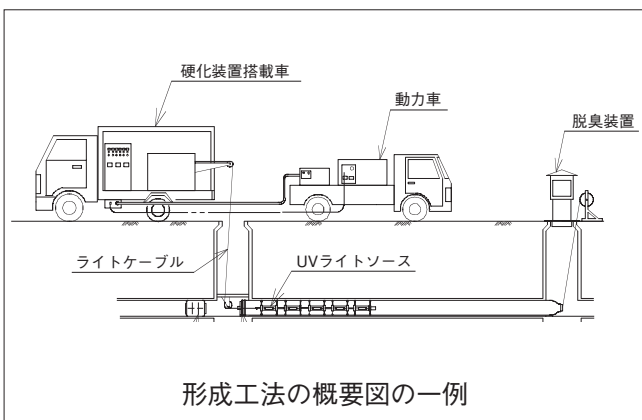 硬化装置搭載車
動力車
脱臭装置
ライトケーブル
UVライトソース
形成工法の概要図の一例